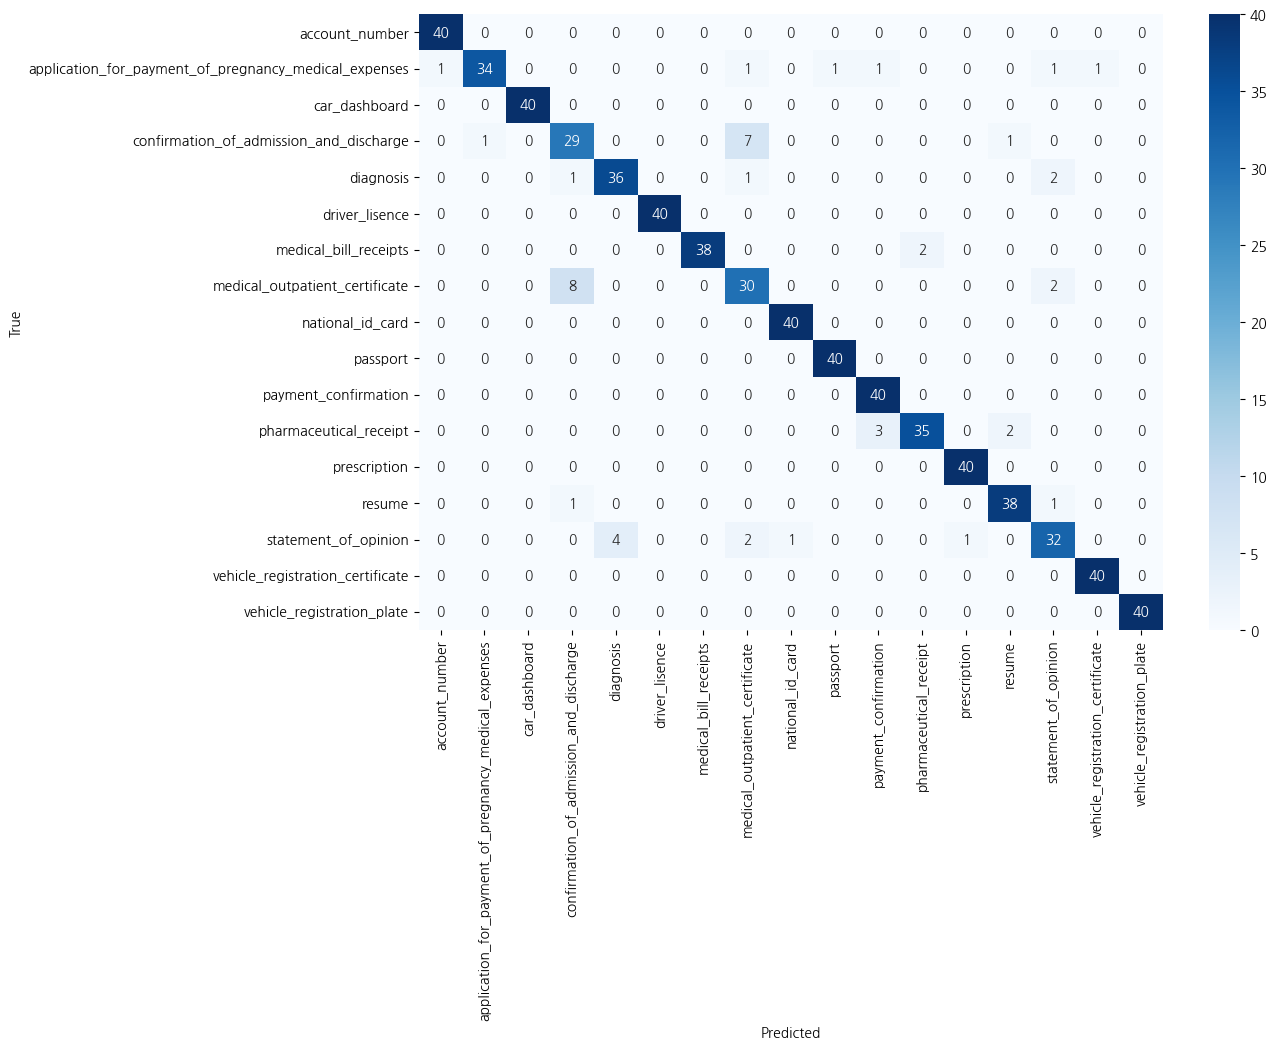 account_number 40 0 0 0 0 0 0 0 0 0 0 0 0 0 0 0 0
application_for_payment_of_pregnancy_medical_expenses 1 34 0 0 0 0 0 1 0 1 1 0 0 0 1 1 0
car_dashboard 0 0 40 0 0 0 0 0 0 0 0 0 0 0 0 0 0
confirmation_of_admission_and_discharge 0 1 0 29 0 0 0 7 0 0 0 0 0 1 0 0 0
diagnosis 0 0 0 1 36 0 0 1 0 0 0 0 0 0 2 0 0
driver_lisence 0 0 0 0 0 40 0 0 0 0 0 0 0 0 0 0 0
medical_bill_receipts 0 0 0 0 0 0 38 0 0 0 0 2 0 0 0 0 0
medical_outpatient_certificate 0 0 0 8 0 0 0 30 0 0 0 0 0 0 2 0 0
national_id_card 0 0 0 0 0 0 0 0 40 0 0 0 0 0 0 0 0
passport 0 0 0 0 0 0 0 0 0 40 0 0 0 0 0 0 0
payment_confirmation 0 0 0 0 0 0 0 0 0 0 40 0 0 0 0 0 0
pharmaceutical_receipt 0 0 0 0 0 0 0 0 0 0 3 35 0 2 0 0 0
prescription 0 0 0 0 0 0 0 0 0 0 0 0 40 0 0 0 0
resume 0 0 0 1 0 0 0 0 0 0 0 0 0 38 1 0 0
statement_of_opinion 0 0 0 0 4 0 0 2 1 0 0 0 1 0 32 0 0
vehicle_registration_certificate 0 0 0 0 0 0 0 0 0 0 0 0 0 0 0 40 0
vehicle_registration_plate 0 0 0 0 0 0 0 0 0 0 0 0 0 0 0 0 40
True
account_number
application_for_payment_of_pregnancy_medical_expenses
car_dashboard
confirmation_of_admission_and_discharge
diagnosis
driver_lisence
medical_bill_receipts
medical_outpatient_certificate
national_id_card
passport
payment_confirmation
pharmaceutical_receipt
prescription
resume
statement_of_opinion
vehicle_registration_certificate
vehicle_registration_plate
Predicted
40
35
30
25
20
15
10
5
0